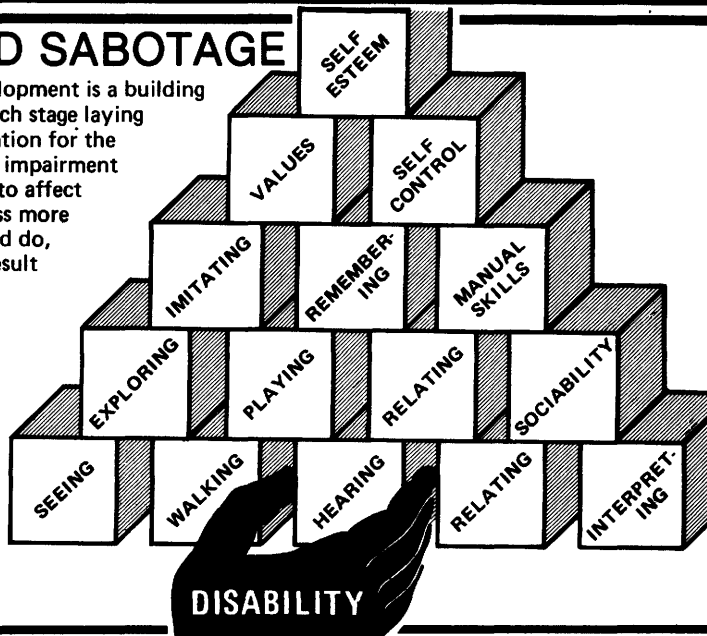 D SABOTAGE
lopment is a building
ch stage laying
tion for the
impairment
to affect
ss more
d do,
esult
SELF
ESTEEM
VALUES
SELF
CONTROL
IMITATING
REMEMBER-
ING
MANUAL
SKILLS
EXPLORING
PLAYING
RELATING
SOCIABILITY
SEEING
WALKING
HEARING
RELATING
INTERPRET-
ING
DISABILITY